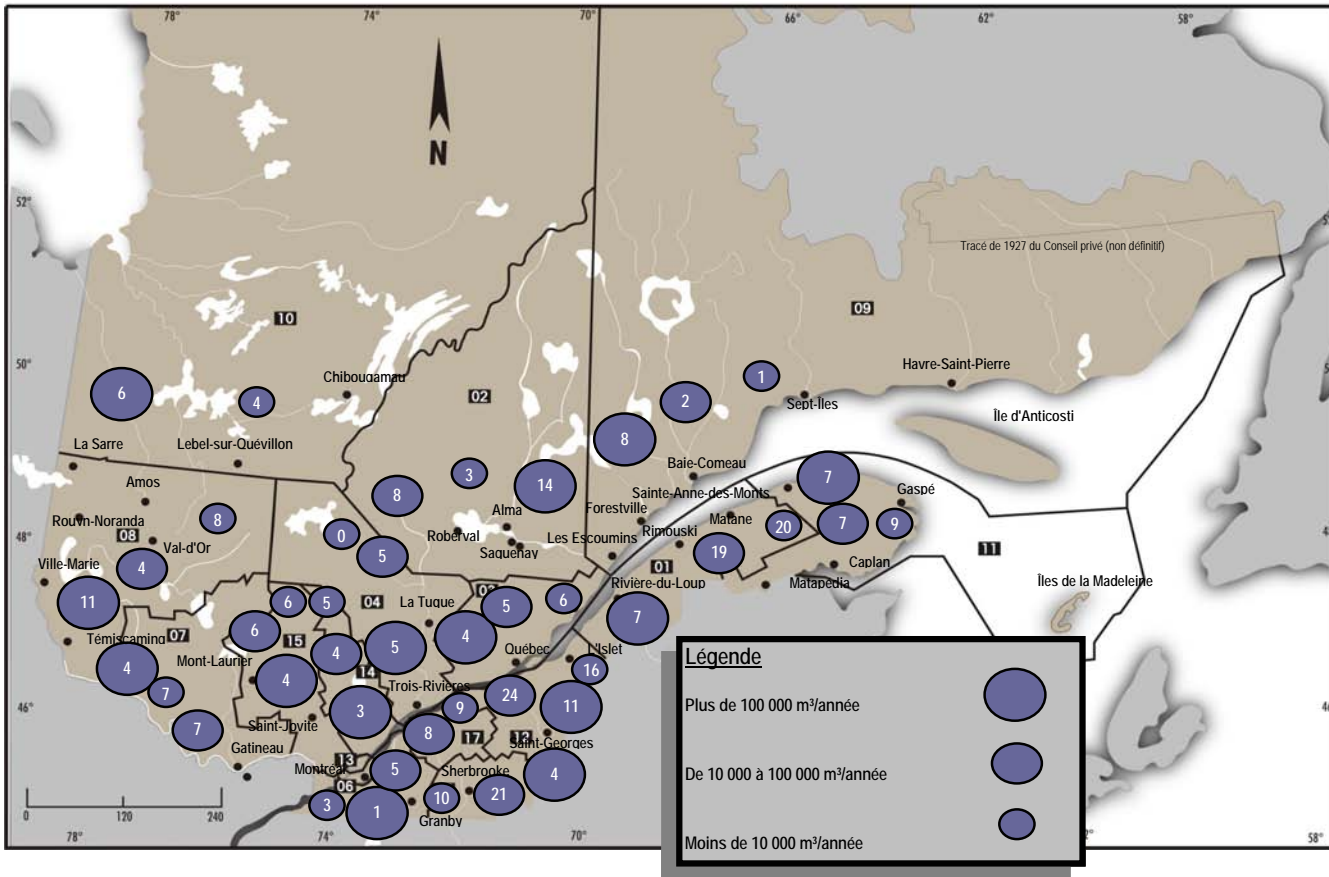 78° 74° 70° 66° 62° 58°
N
52°
Tracé de 1927 du Conseil privé (non définitif)
10
09
50°
Chibougamau
Havre-Saint-Pierre
1
6
4
02
2
Sept-Iles
Île d'Anticosti
8
La Sarre
Lebel-sur-Quévillon
3
14
Baie-Comeau
7
Amos
8
Sainte-Anne-des-Monts
Gaspé
Rouyn-Noranda
8
0
Alma
Forestville
Matane
20
7
9
48°
08
Val-d'Or
Roberval
Saguenay
Les Escoumins
Rimouski
19
11
Ville-Marie
4
5
01
Caplan
Rivière-du-Loup
Matapédia
Îles de la Madeleine
11
6
5
04
La Tuque
5
6
7
Témiscaming
07
6
15
4
5
4
Québec
L'Islet
4
Mont-Laurier
4
14
16
7
Trois-Rivières
24
11
46°
3
9
7
Saint-Jovite
8
17
12
Saint-Georges
Gatineau
13
Montréal
5
Sherbrooke
4
06
3
1
10
21
Granby
0 120 240
78° 74° 70° 58°
Légende
Plus de 100 000 m³/année
De 10 000 à 100 000 m³/année
Moins de 10 000 m³/année